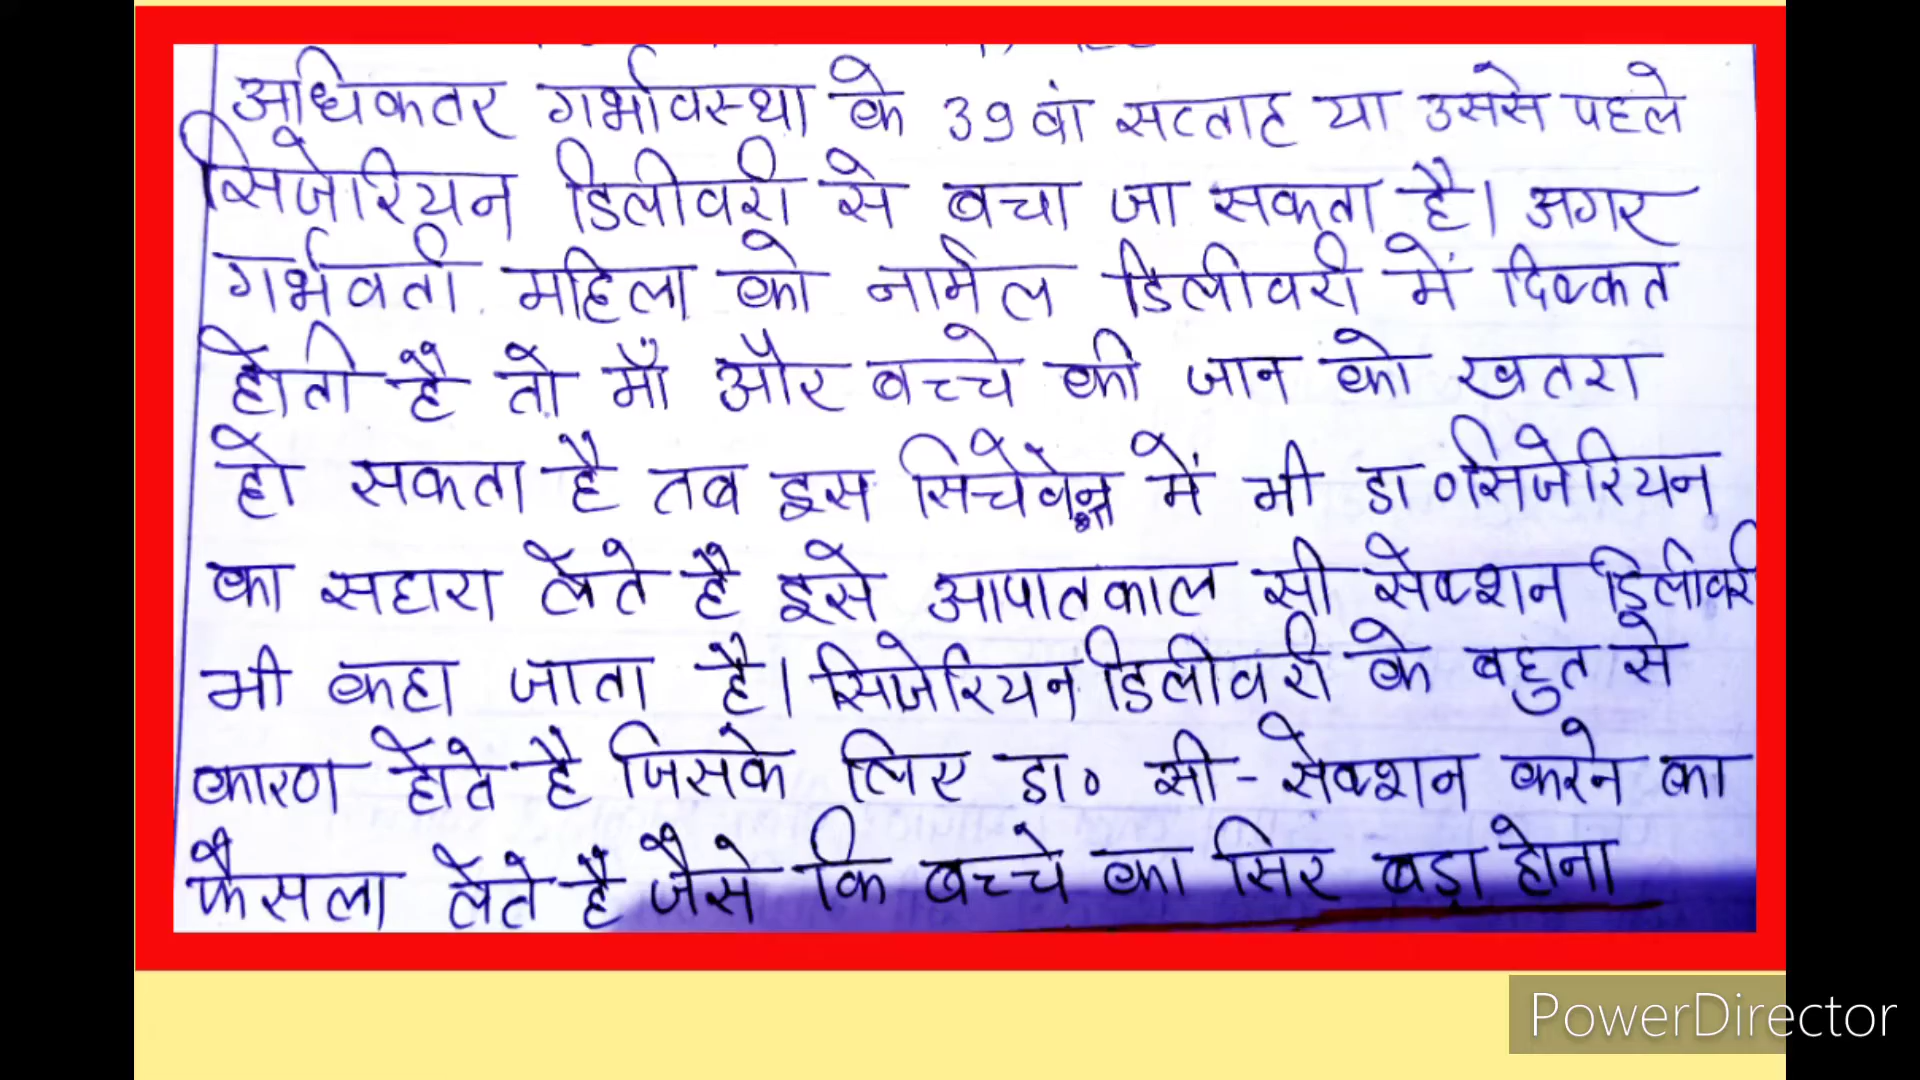 अधिकतर गर्भावस्था के 39 वां सप्ताह या उससे पहले
सिजेरियन डिलीवरी से बचा जा सकता है। अगर
गर्भवती महिला को नार्मल डिलीवरी में दिक्कत
होती है तो माँ और बच्चे की जान को खतरा
हो सकता है तब इस में भी डा० सिजेरियन
का सहारा लेते है इसे आपातकाल सी सेक्शन डिलीवरी
भी कहा जाता है। सिजेरियन डिलीवरी के बहुत से
कारण होते है जिसके लिए डा० सी - सेक्शन करने का
फैसला लेते है जैसे कि बच्चे का सिर बड़ा होना
PowerDirector